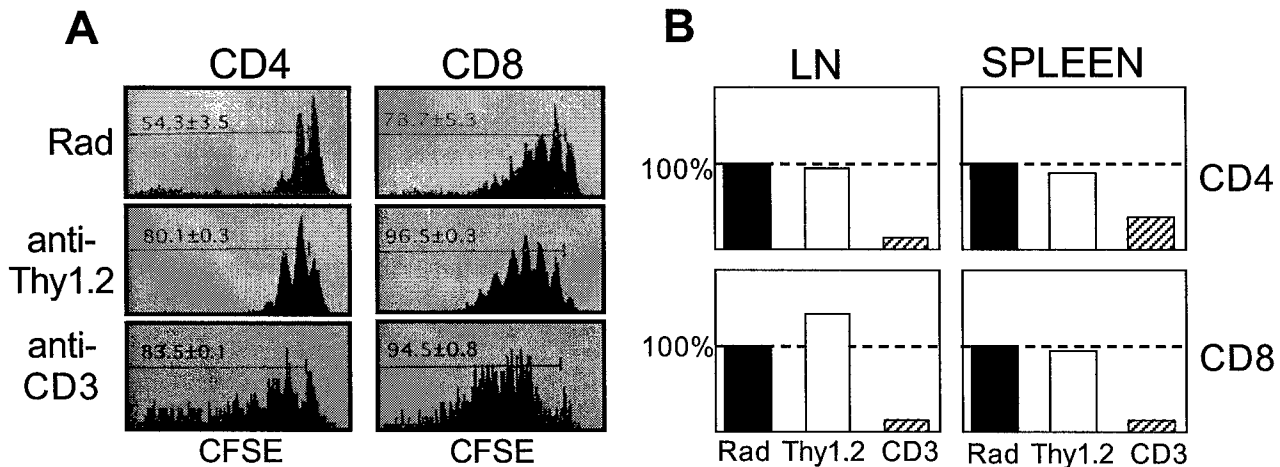 A
CD4
CD8
Rad
54.3±3.5
78.7±5.3
anti-
Thy1.2
80.1±0.3
96.5±0.3
anti-
CD3
83.5±0.1
94.5±0.8
CFSE
CFSE
B
LN
SPLEEN
100%
CD4
100%
CD8
Rad
Thy1.2
CD3
Rad
Thy1.2
CD3